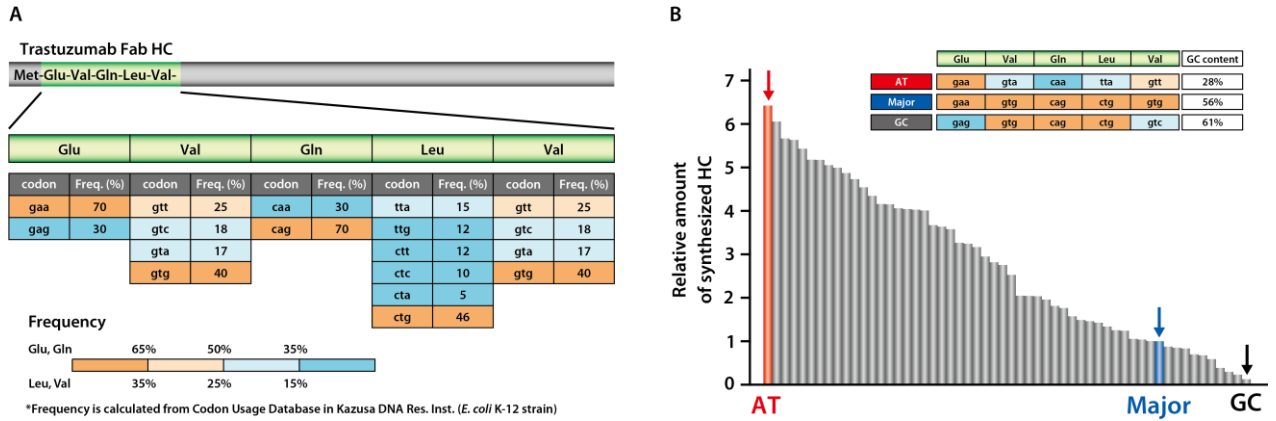 A
Trastuzumab Fab HC
Met-Glu-Val-Gln-Leu-Val-
Glu Val Gln Leu Val
codon Freq. (%) codon Freq. (%) codon Freq. (%) codon Freq. (%) codon Freq. (%)
gaa 70 gtt 25 caa 30 tta 15 gtt 25
gag 30 gtc 18 cag 70 ttg 12 gtc 18
gta 17 ctt 12 gta 17
gtg 40 ctc 10 gtg 40
cta 5
ctg 46
Frequency
Glu, Gln 65% 50% 35%
Leu, Val 35% 25% 15%
*Frequency is calculated from Codon Usage Database in Kazusa DNA Res. Inst. (E. coli K-12 strain)
B
Glu Val Gln Leu Val GC content
AT gaa gta caa tta gtt 28%
Major gaa gtg cag ctg gtg 56%
GC gag gtg cag ctg gtc 61%
Relative amount
of synthesized HC
7
6
5
4
3
2
1
0
AT Major GC